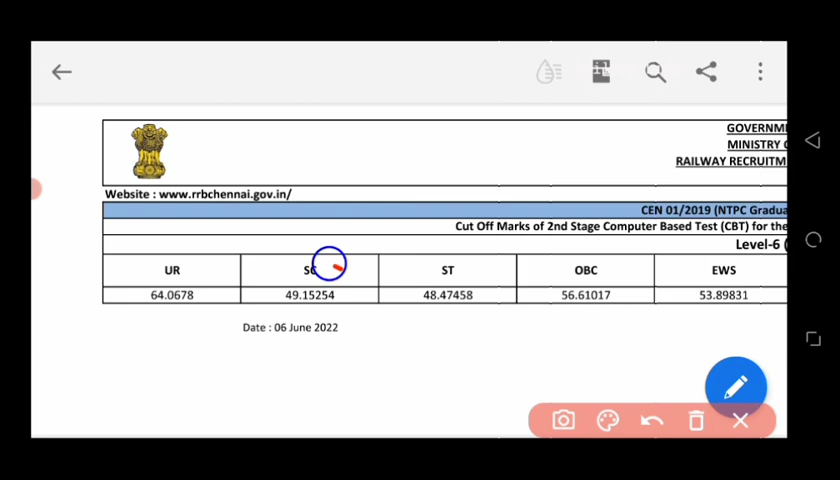 GOVERNM
MINISTRY
RAILWAY RECRUITM
Website : www.rrbchennai.gov.in/
CEN 01/2019 (NTPC Gradua
Cut Off Marks of 2nd Stage Computer Based Test (CBT) for the
Level-6 (
UR SC ST OBC EWS
64.0678 49.15254 48.47458 56.61017 53.89831
Date : 06 June 2022